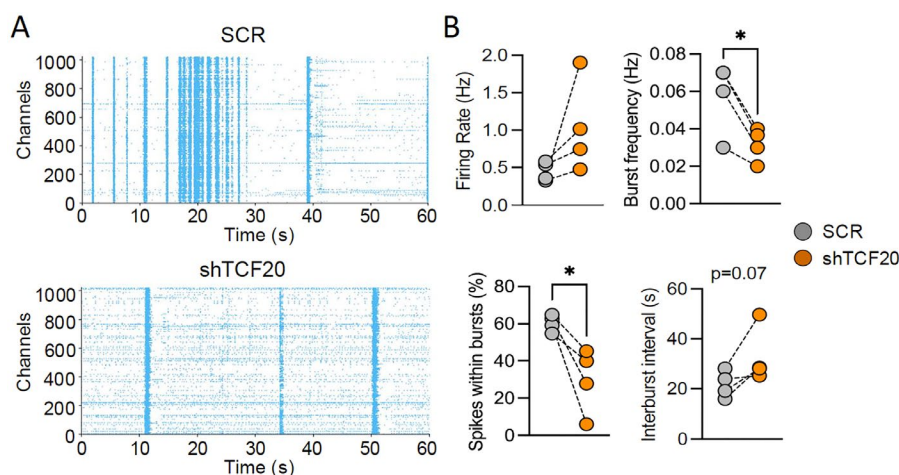 A
SCR
Channels
1000
800
600
400
200
0
0 10 20 30 40 50 60
Time (s)
shTCF20
Channels
1000
800
600
400
200
0
0 10 20 30 40 50 60
Time (s)
B
Firing Rate (Hz)
2.0
1.5
1.0
0.5
0.0
*
Burst frequency (Hz)
0.08
0.06
0.04
0.02
0.00
SCR
shTCF20
*
Spikes within bursts (%)
80
60
40
20
0
p=0.07
Interburst interval (s)
60
40
20
0